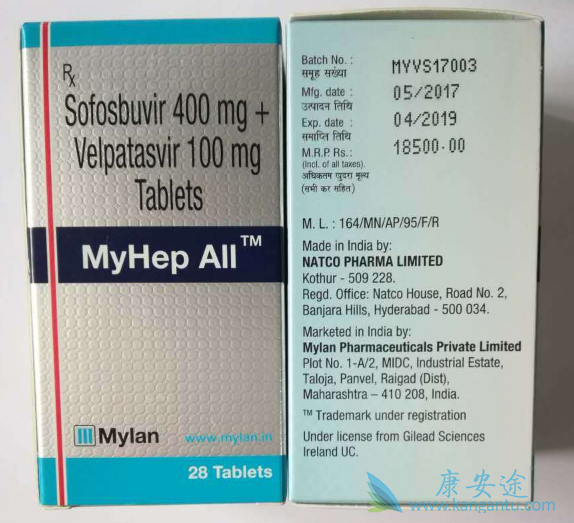 Rx
Sofosbuvir 400 mg +
Velpatasvir 100 mg
Tablets
MyHep All™
Mylan
www.mylan.in
28 Tablets
Batch No. :
समूह सख्या
MYVS17003
Mfg. date :
उत्पादन तिथि
05/2017
Exp. date :
समाप्ति तिथि
04/2019
M.R.P. Rs.:
(Incl. of all taxes).
अधिकतम खुदरा मूल्य
(सभी कर सहित)
18500.00
M. L. : 164/MN/AP/95/F/R
Made in India by:
NATCO PHARMA LIMITED
Kothur - 509 228.
Regd. Office: Natco House, Road No. 2,
Banjara Hills, Hyderabad - 500 034.
Marketed in India by:
Mylan Pharmaceuticals Private Limited
Plot No. 1-A/2, MIDC, Industrial Estate,
Taloja, Panvel, Raigad (Dist),
Maharashtra – 410 208, India.
™ Trademark under registration
Under license from Gilead Sciences
Ireland UC.
康安途
www.kangantu.com